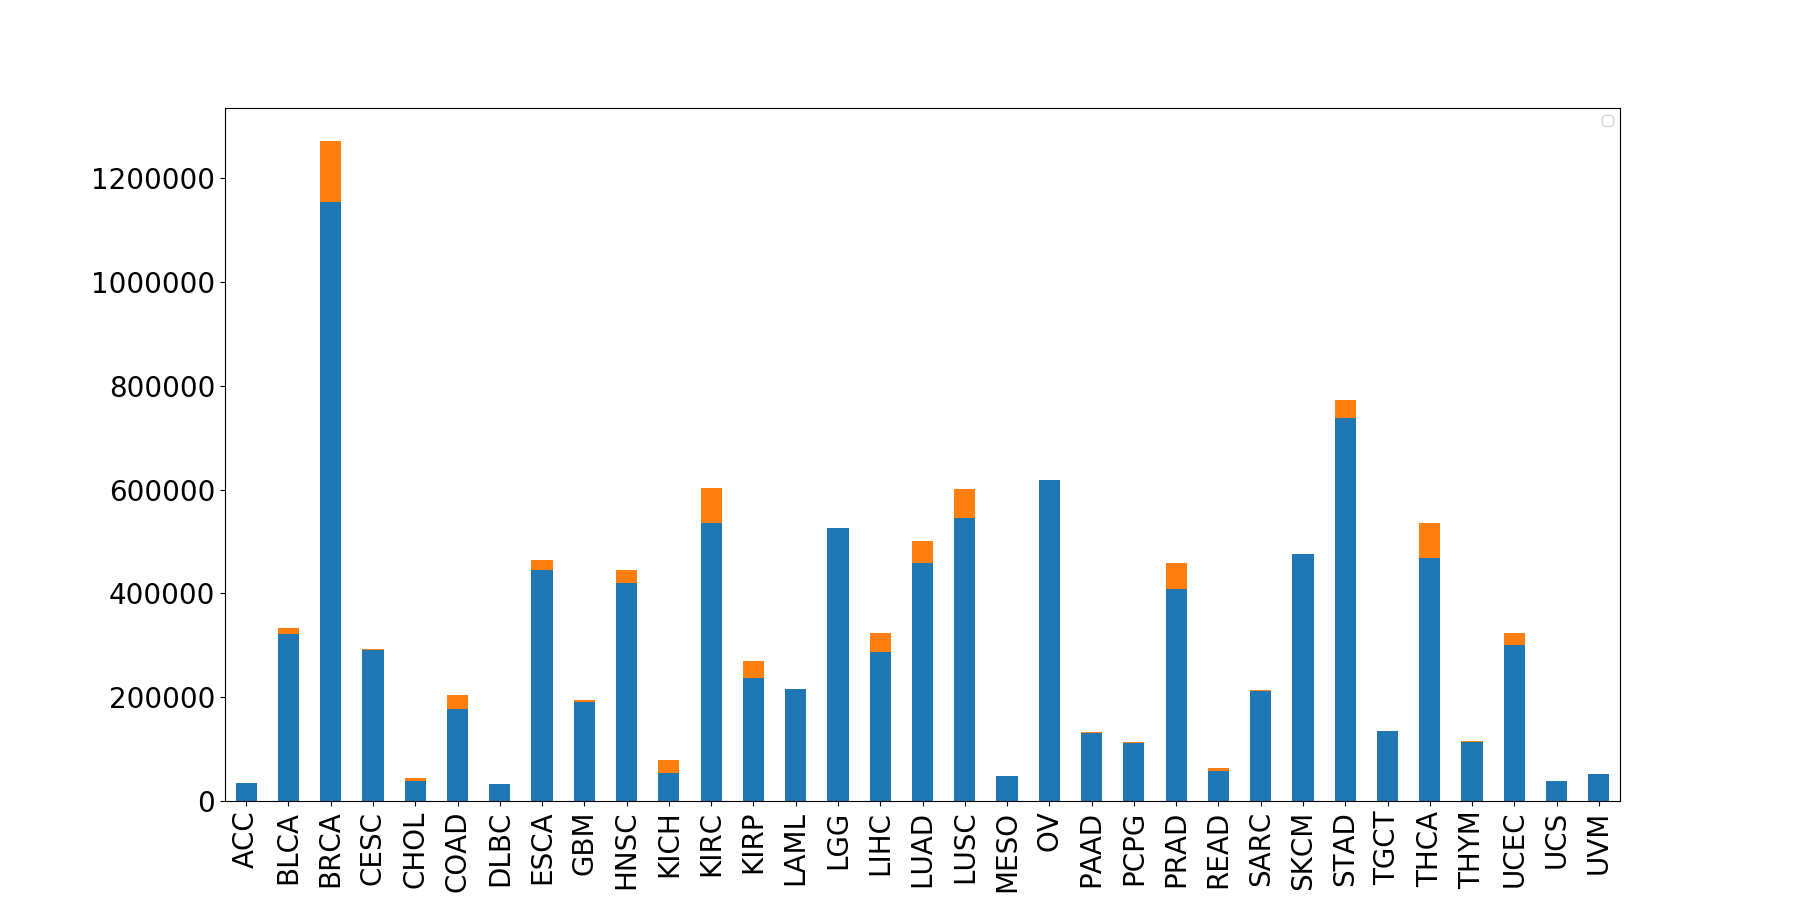 1200000
1000000
800000
600000
400000
200000
0
ACC
BLCA
BRCA
CESC
CHOL
COAD
DLBC
ESCA
GBM
HNSC
KICH
KIRC
KIRP
LAML
LGG
LIHC
LUAD
LUSC
MESO
OV
PAAD
PCPG
PRAD
READ
SARC
SKCM
STAD
TGCT
THCA
THYM
UCEC
UCS
UVM